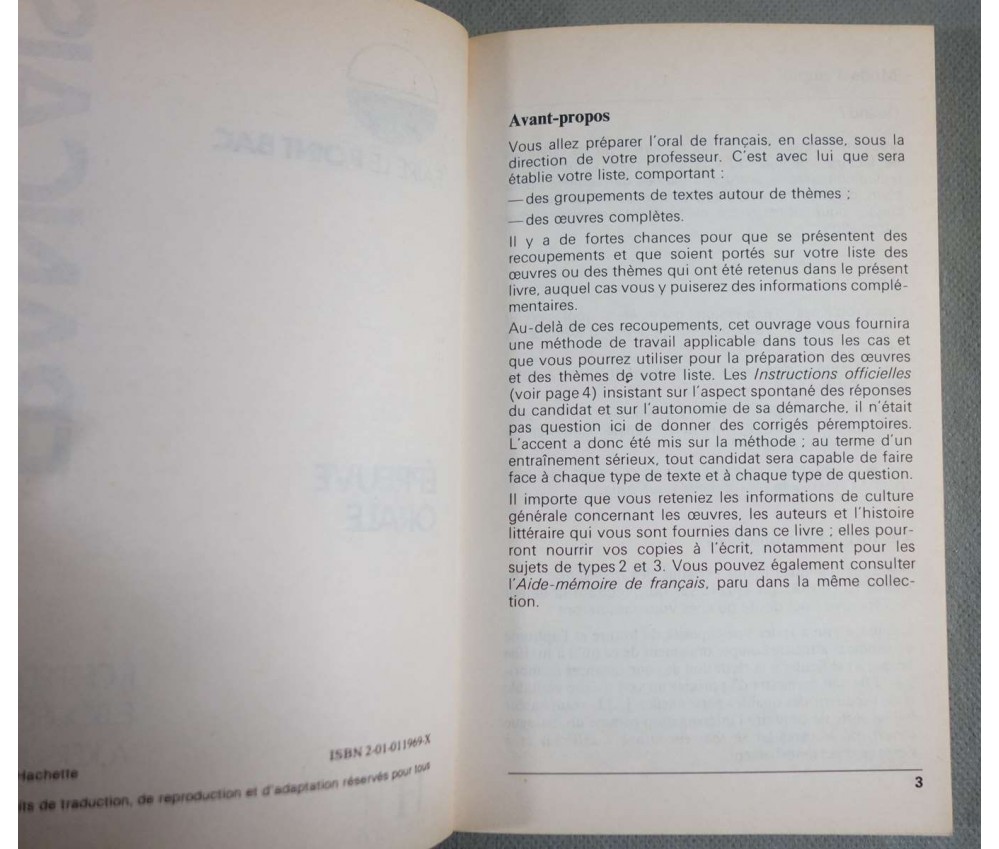 ISBN 2-01-011969-X
Hachette
its de traduction, de reproduction et d'adaptation réservés pour tous
Avant-propos
Vous allez préparer l'oral de français, en classe, sous la
direction de votre professeur. C'est avec lui que sera
établie votre liste, comportant :
— des groupements de textes autour de thèmes ;
— des œuvres complètes.
Il y a de fortes chances pour que se présentent des
recoupements et que soient portés sur votre liste des
œuvres ou des thèmes qui ont été retenus dans le présent
livre, auquel cas vous y puiserez des informations complé-
mentaires.
Au-delà de ces recoupements, cet ouvrage vous fournira
une méthode de travail applicable dans tous les cas et
que vous pourrez utiliser pour la préparation des œuvres
et des thèmes de votre liste. Les Instructions officielles
(voir page 4) insistant sur l'aspect spontané des réponses
du candidat et sur l'autonomie de sa démarche, il n'était
pas question ici de donner des corrigés péremptoires.
L'accent a donc été mis sur la méthode ; au terme d'un
entraînement sérieux, tout candidat sera capable de faire
face à chaque type de texte et à chaque type de question.
Il importe que vous reteniez les informations de culture
générale concernant les œuvres, les auteurs et l'histoire
littéraire qui vous sont fournies dans ce livre ; elles pour-
ront nourrir vos copies à l'écrit, notamment pour les
sujets de types 2 et 3. Vous pouvez également consulter
l'Aide-mémoire de français, paru dans la même collec-
tion.
3